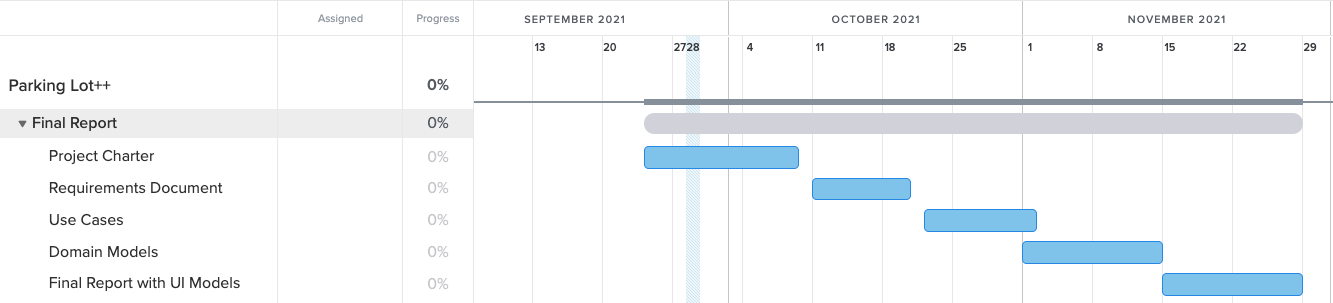 Assigned Progress SEPTEMBER 2021 OCTOBER 2021 NOVEMBER 2021
13 20 27 28 4 11 18 25 1 8 15 22 29
Parking Lot++ 0%
Final Report 0%
Project Charter 0%
Requirements Document 0%
Use Cases 0%
Domain Models 0%
Final Report with UI Models 0%